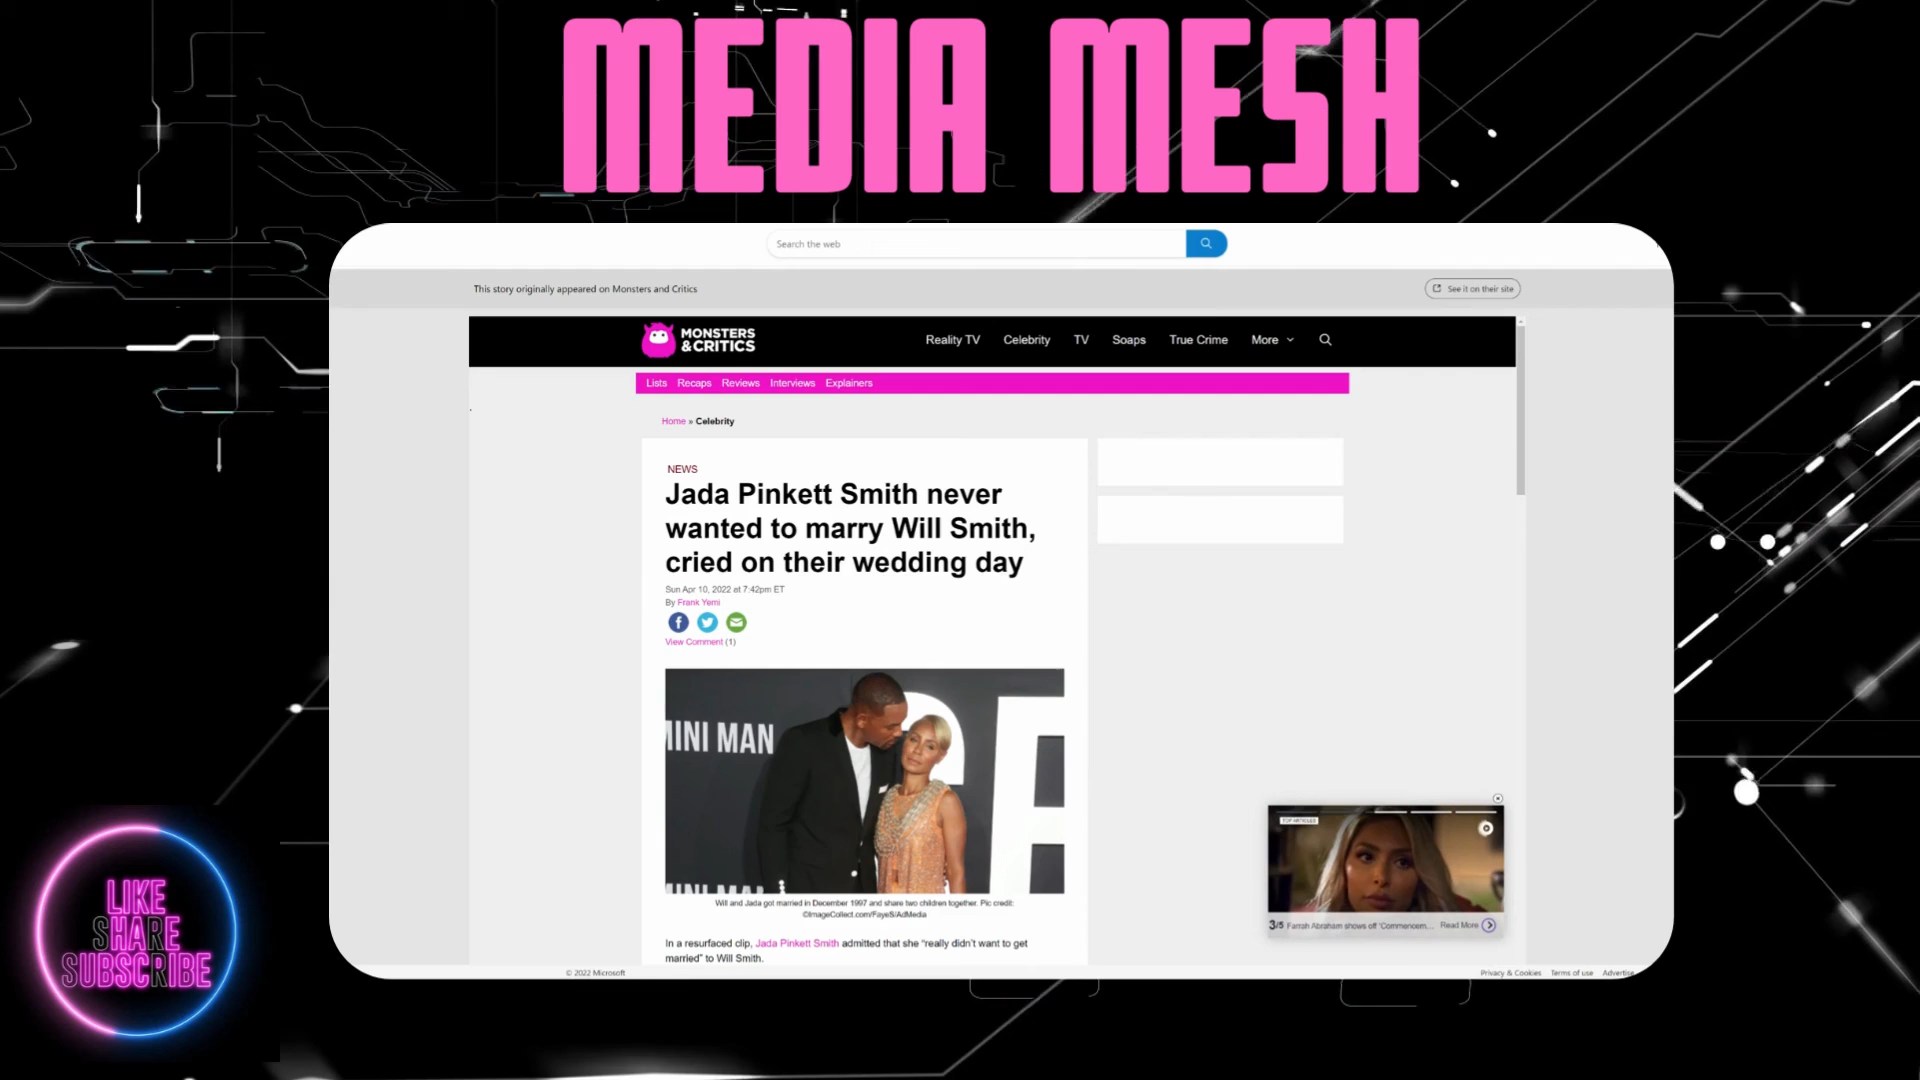 MEDIA MESH
Search the web
This story originally appeared on Monsters and Critics
See it on their site
MONSTERS
&CRITICS
Reality TV Celebrity TV Soaps True Crime More
Lists Recaps Reviews Interviews Explainers
Home » Celebrity
NEWS
Jada Pinkett Smith never
wanted to marry Will Smith,
cried on their wedding day
Sun Apr 10, 2022 at 7:42pm ET
By Frank Yemi
View Comment (1)
MINI MAN
MINI MAN
Will and Jada got married in December 1997 and share two children together. Pic credit:
©ImageCollect.com/FayeS/AdMedia
In a resurfaced clip, Jada Pinkett Smith admitted that she “really didn’t want to get
married” to Will Smith.
TOP ARTICLES
3/5 Farrah Abraham shows off ‘Commencem... Read More
LIKE
SHARE
SUBSCRIBE
© 2022 Microsoft
Privacy & Cookies Terms of use Advertise